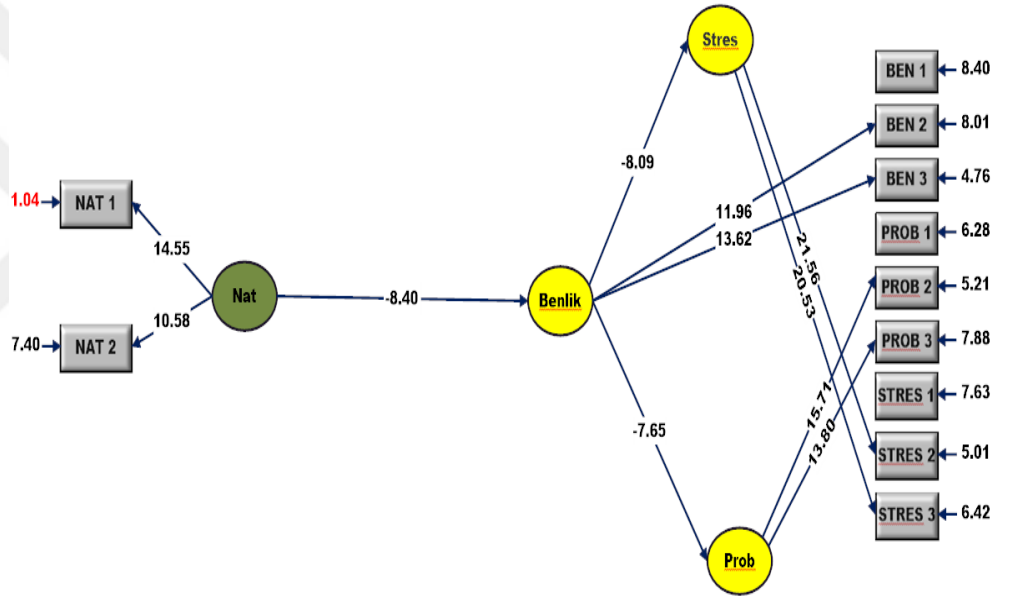 Stres
BEN 1
8.40
BEN 2
8.01
-8.09
BEN 3
4.76
1.04
NAT 1
11.96
14.55
13.62
PROB 1
6.28
21.56
20.53
Nat
-8.40
Benlik
PROB 2
5.21
10.58
7.40
NAT 2
PROB 3
7.88
STRES 1
7.63
15.71
13.80
-7.65
STRES 2
5.01
STRES 3
6.42
Prob